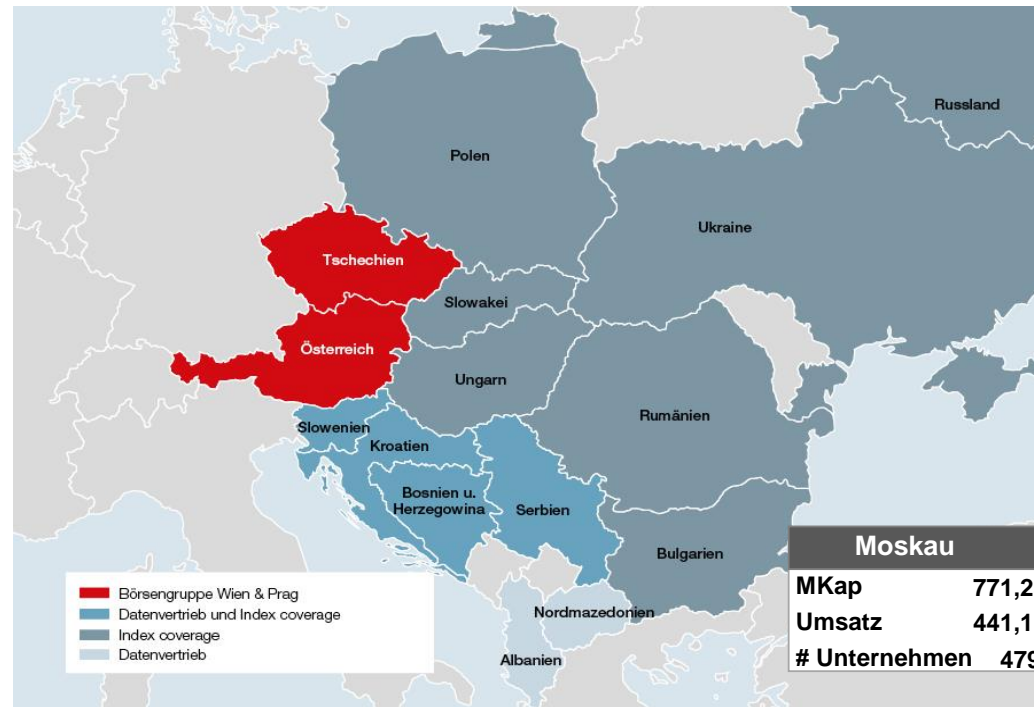 Russland
Polen
Ukraine
Tschechien
Slowakei
Österreich
Ungarn
Rumänien
Slowenien
Kroatien
Bosnien u.
Herzegowina
Serbien
Bulgarien
Nordmazedonien
Albanien
Börsengruppe Wien & Prag
Datenvertrieb und Index coverage
Index coverage
Datenvertrieb
Moskau
MKap 771,2
Umsatz 441,1
# Unternehmen 479